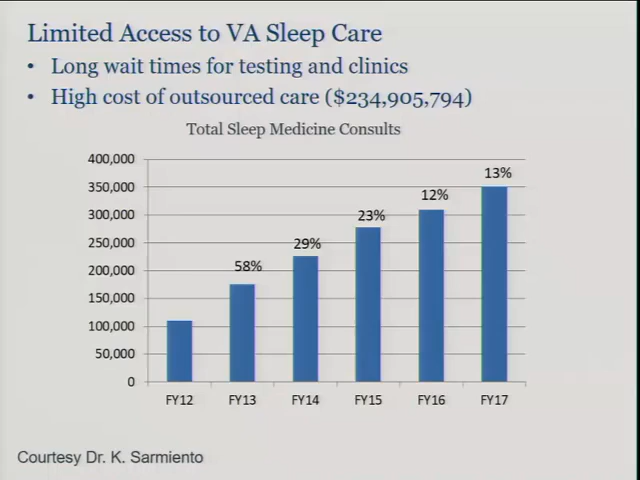 Limited Access to VA Sleep Care
• Long wait times for testing and clinics
• High cost of outsourced care ($234,905,794)
Total Sleep Medicine Consults
400,000
350,000
300,000
250,000
200,000
150,000
100,000
50,000
0
58%
29%
23%
12%
13%
FY12 FY13 FY14 FY15 FY16 FY17
Courtesy Dr. K. Sarmiento